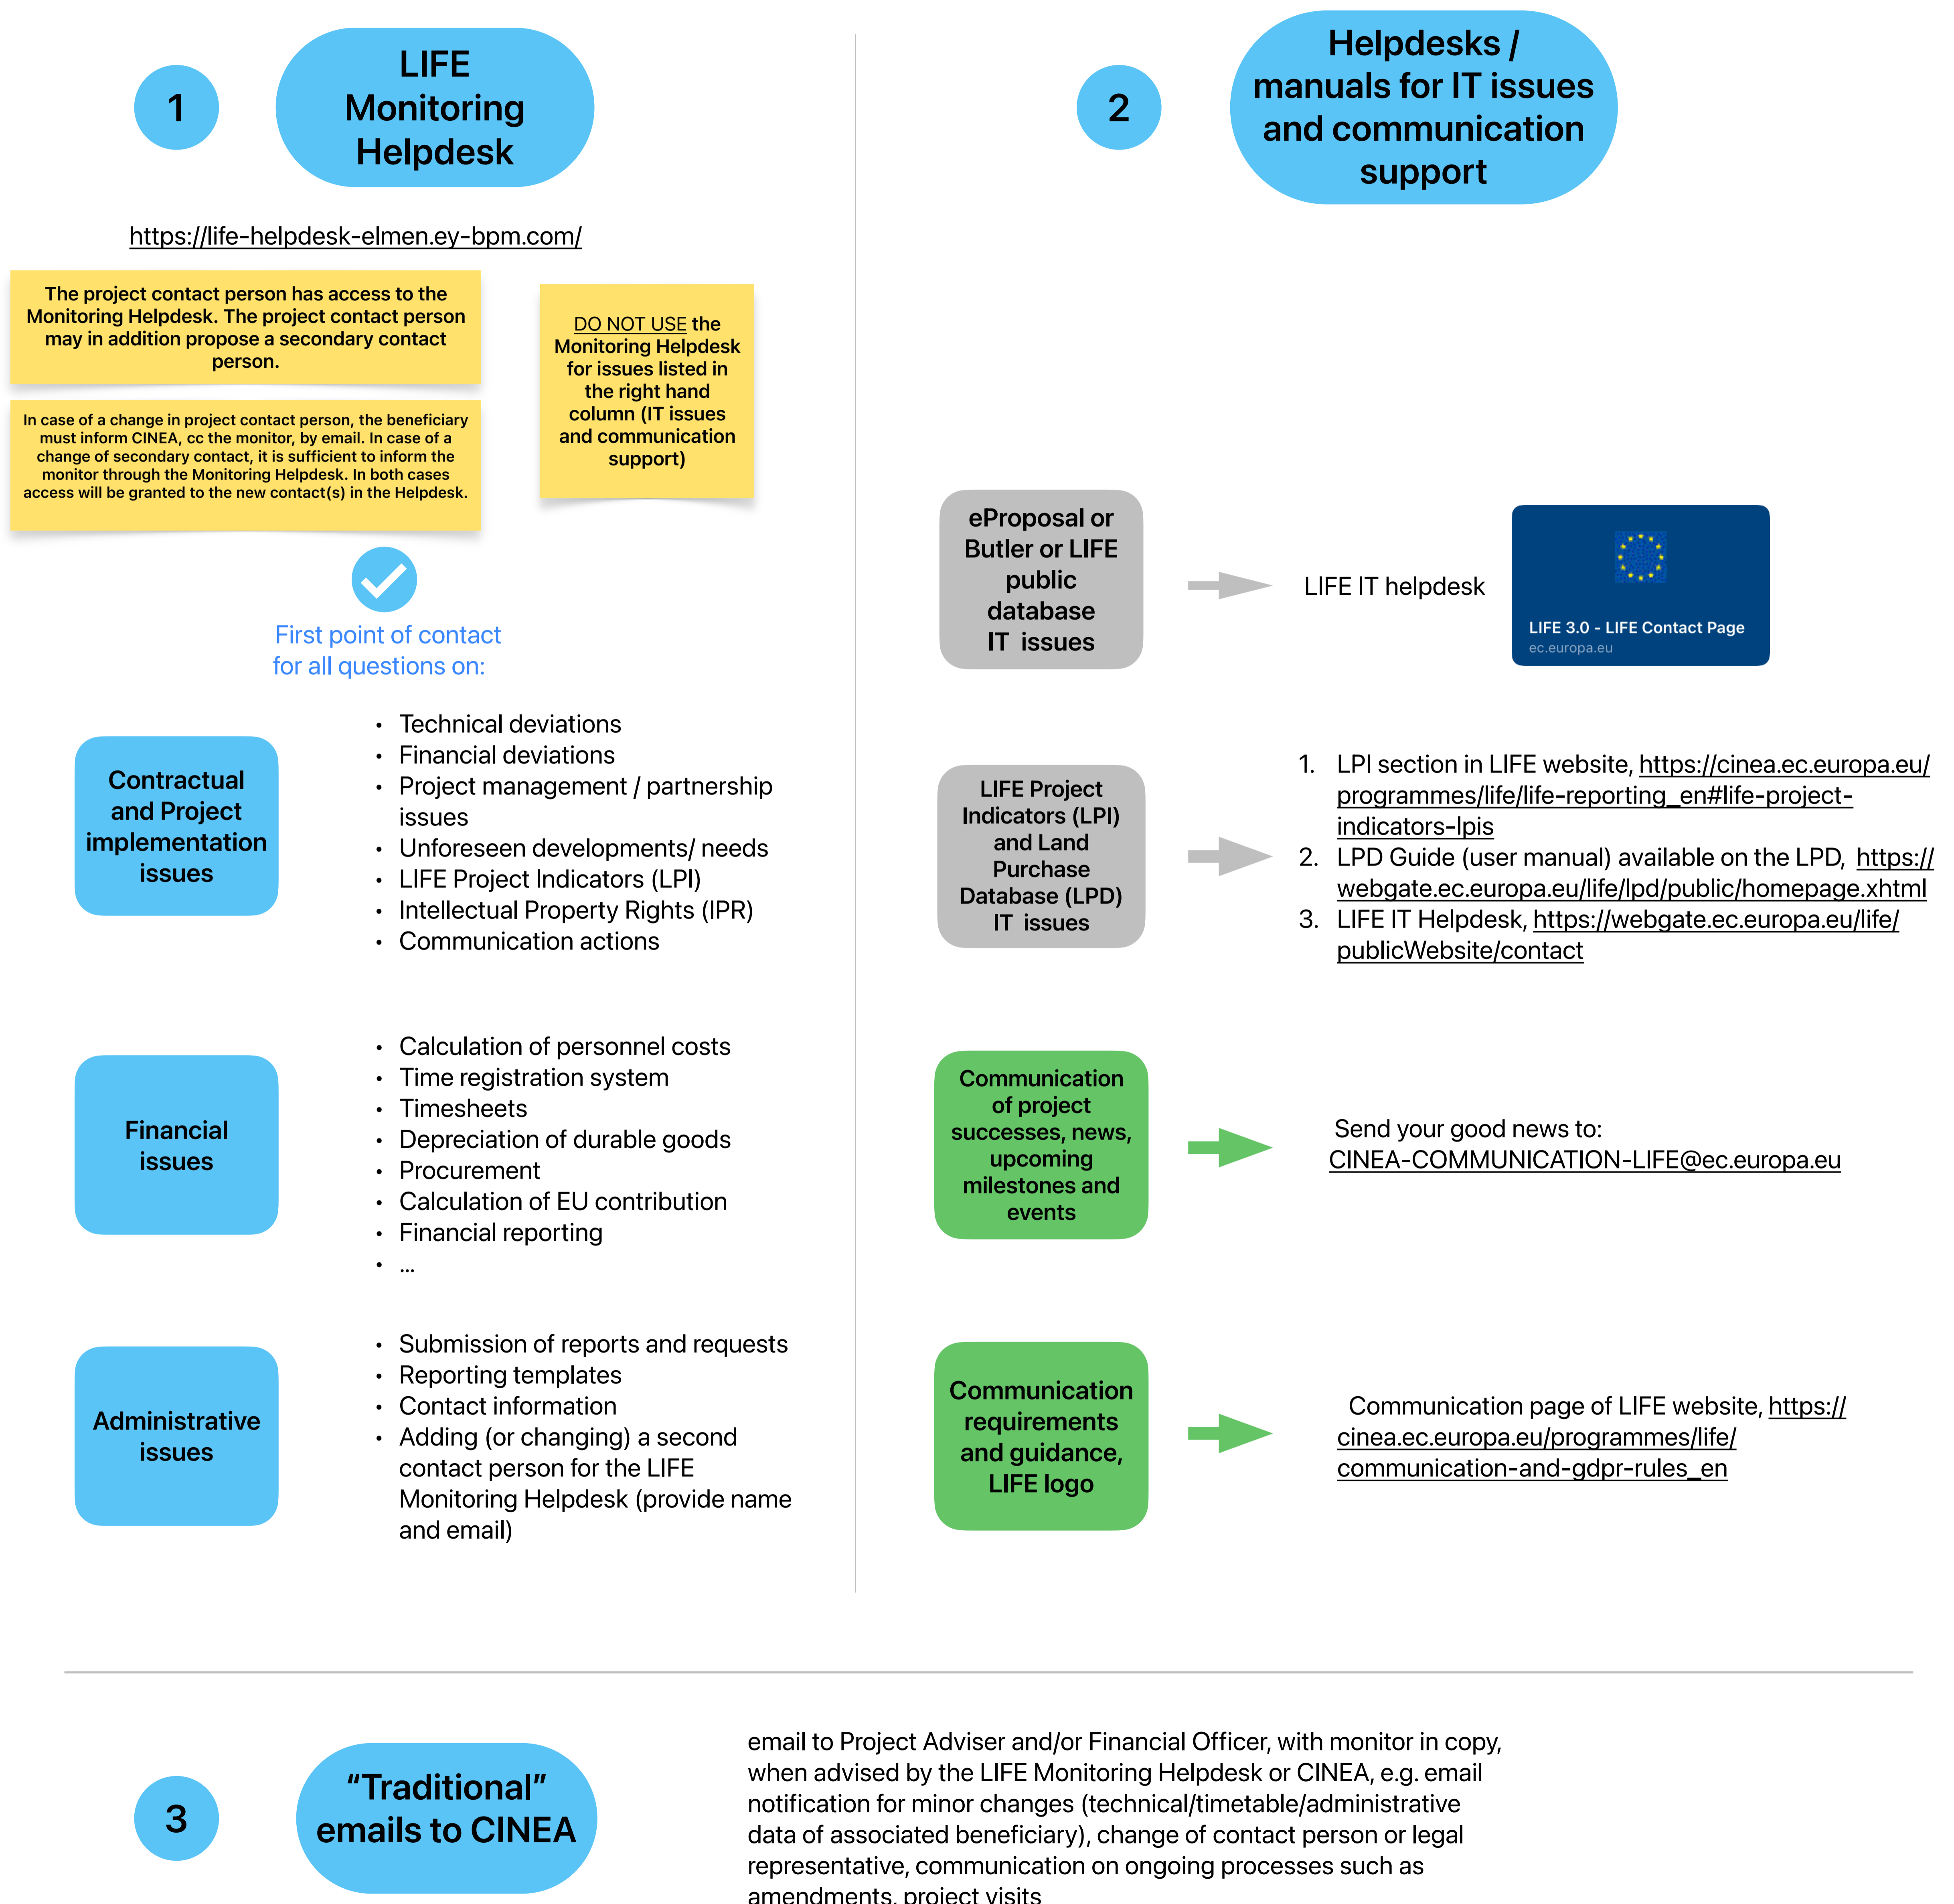 1
LIFE
Monitoring
Helpdesk
https://life-helpdesk-elmen.ey-bpm.com/
The project contact person has access to the
Monitoring Helpdesk. The project contact person
may in addition propose a secondary contact
person.
In case of a change in project contact person, the beneficiary
must inform CINEA, cc the monitor, by email. In case of a
change of secondary contact, it is sufficient to inform the
monitor through the Monitoring Helpdesk. In both cases
access will be granted to the new contact(s) in the Helpdesk.
DO NOT USE the
Monitoring Helpdesk
for issues listed in
the right hand
column (IT issues
and communication
support)
First point of contact
for all questions on:
Contractual
and Project
implementation
issues
• Technical deviations
• Financial deviations
• Project management / partnership
issues
• Unforeseen developments/ needs
• LIFE Project Indicators (LPI)
• Intellectual Property Rights (IPR)
• Communication actions
Financial
issues
• Calculation of personnel costs
• Time registration system
• Timesheets
• Depreciation of durable goods
• Procurement
• Calculation of EU contribution
• Financial reporting
• ...
Administrative
issues
• Submission of reports and requests
• Reporting templates
• Contact information
• Adding (or changing) a second
contact person for the LIFE
Monitoring Helpdesk (provide name
and email)
2
Helpdesks /
manuals for IT issues
and communication
support
eProposal or
Butler or LIFE
public
database
IT issues
LIFE IT helpdesk
LIFE 3.0 - LIFE Contact Page
ec.europa.eu
LIFE Project
Indicators (LPI)
and Land
Purchase
Database (LPD)
IT issues
1. LPI section in LIFE website, https://cinea.ec.europa.eu/
programmes/life/life-reporting_en#life-project-
indicators-lpis
2. LPD Guide (user manual) available on the LPD, https://
webgate.ec.europa.eu/life/lpd/public/homepage.xhtml
3. LIFE IT Helpdesk, https://webgate.ec.europa.eu/life/
publicWebsite/contact
Communication
of project
successes, news,
upcoming
milestones and
events
Send your good news to:
CINEA-COMMUNICATION-LIFE@ec.europa.eu
Communication
requirements
and guidance,
LIFE logo
Communication page of LIFE website, https://
cinea.ec.europa.eu/programmes/life/
communication-and-gdpr-rules_en
3
“Traditional”
emails to CINEA
email to Project Adviser and/or Financial Officer, with monitor in copy,
when advised by the LIFE Monitoring Helpdesk or CINEA, e.g. email
notification for minor changes (technical/timetable/administrative
data of associated beneficiary), change of contact person or legal
representative, communication on ongoing processes such as
amendments, project visits